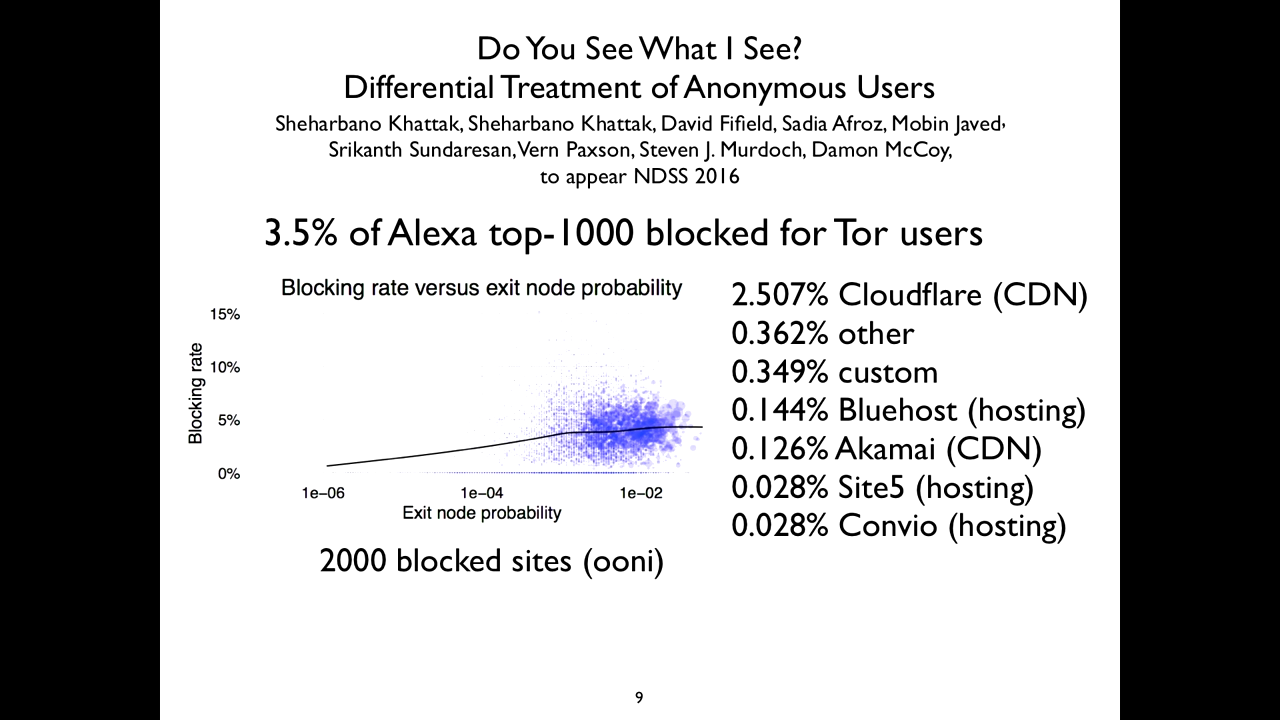 Do You See What I See?
Differential Treatment of Anonymous Users
Sheharbano Khattak, Sheharbano Khattak, David Fifield, Sadia Afroz, Mobin Javed,
Srikanth Sundaresan, Vern Paxson, Steven J. Murdoch, Damon McCoy,
to appear NDSS 2016
3.5% of Alexa top-1000 blocked for Tor users
Blocking rate versus exit node probability
15%
10%
5%
0%
Blocking rate
1e−06
1e−04
1e−02
Exit node probability
2000 blocked sites (ooni)
2.507% Cloudflare (CDN)
0.362% other
0.349% custom
0.144% Bluehost (hosting)
0.126% Akamai (CDN)
0.028% Site5 (hosting)
0.028% Convio (hosting)
9